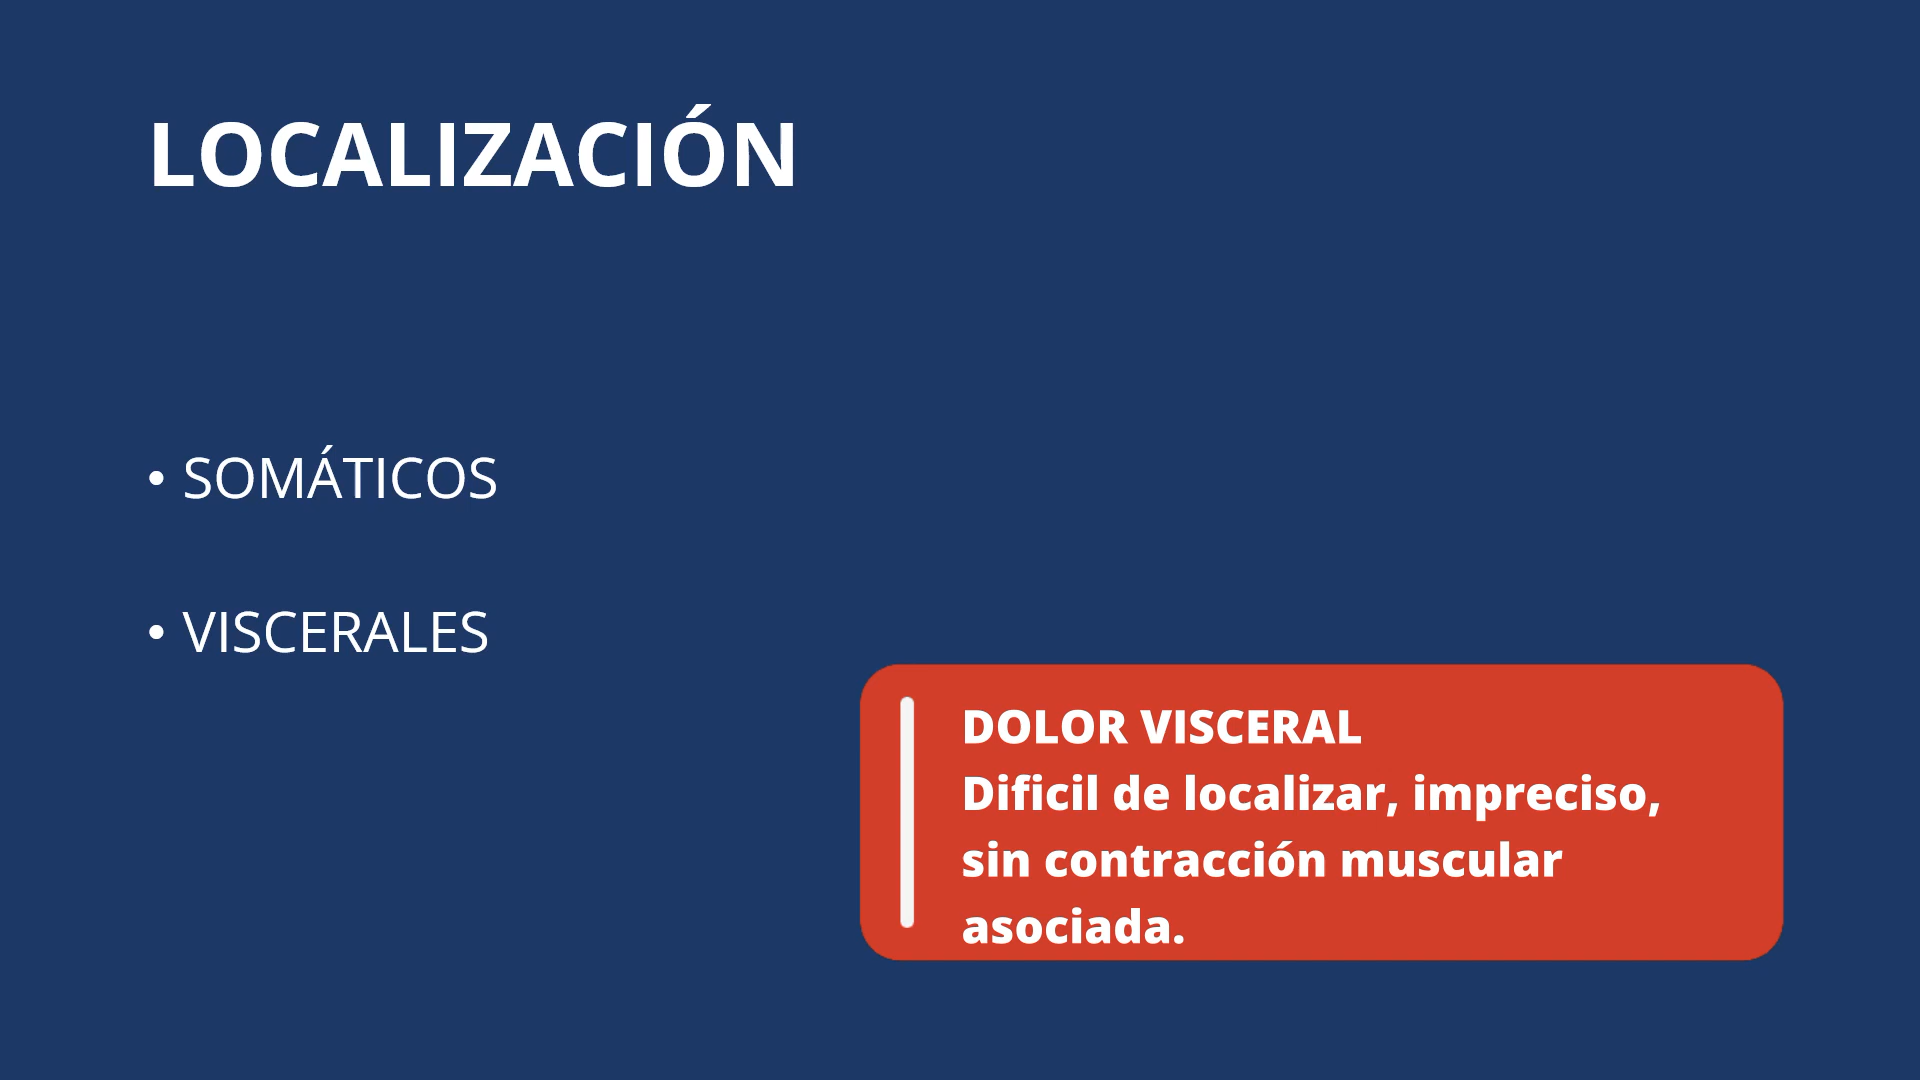 LOCALIZACIÓN
• SOMÁTICOS
• VISCERALES
DOLOR VISCERAL
Dificil de localizar, impreciso,
sin contracción muscular
asociada.